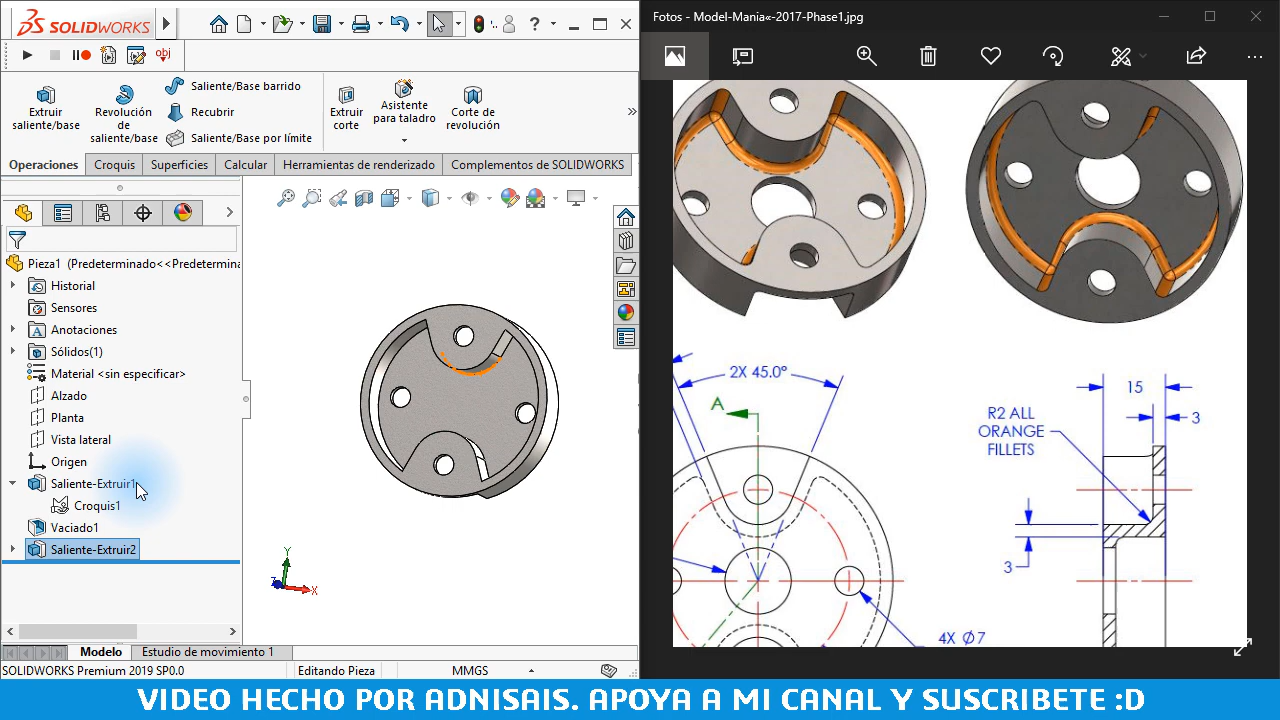 SOLIDWORKS
Fotos - Model-Mania«-2017-Phase1.jpg
obj
Extruir saliente/base
Revolución de saliente/base
Saliente/Base barrido
Recubrir
Saliente/Base por límite
Extruir corte
Asistente para taladro
Corte de revolución
Operaciones
Croquis
Superficies
Calcular
Herramientas de renderizado
Complementos de SOLIDWORKS
Pieza1 (Predeterminado<<Predetermina
Historial
Sensores
Anotaciones
Sólidos(1)
Material <sin especificar>
Alzado
Planta
Vista lateral
Origen
Saliente-Extruir1
Croquis1
Vaciado1
Saliente-Extruir2
Y
X
Z
2X 45.0°
A
15
3
R2 ALL
ORANGE
FILLETS
3
4X Ø7
Modelo
Estudio de movimiento 1
SOLIDWORKS Premium 2019 SP0.0
Editando Pieza
MMGS
VIDEO HECHO POR ADNISAIS. APOYA A MI CANAL Y SUSCRIBETE :D